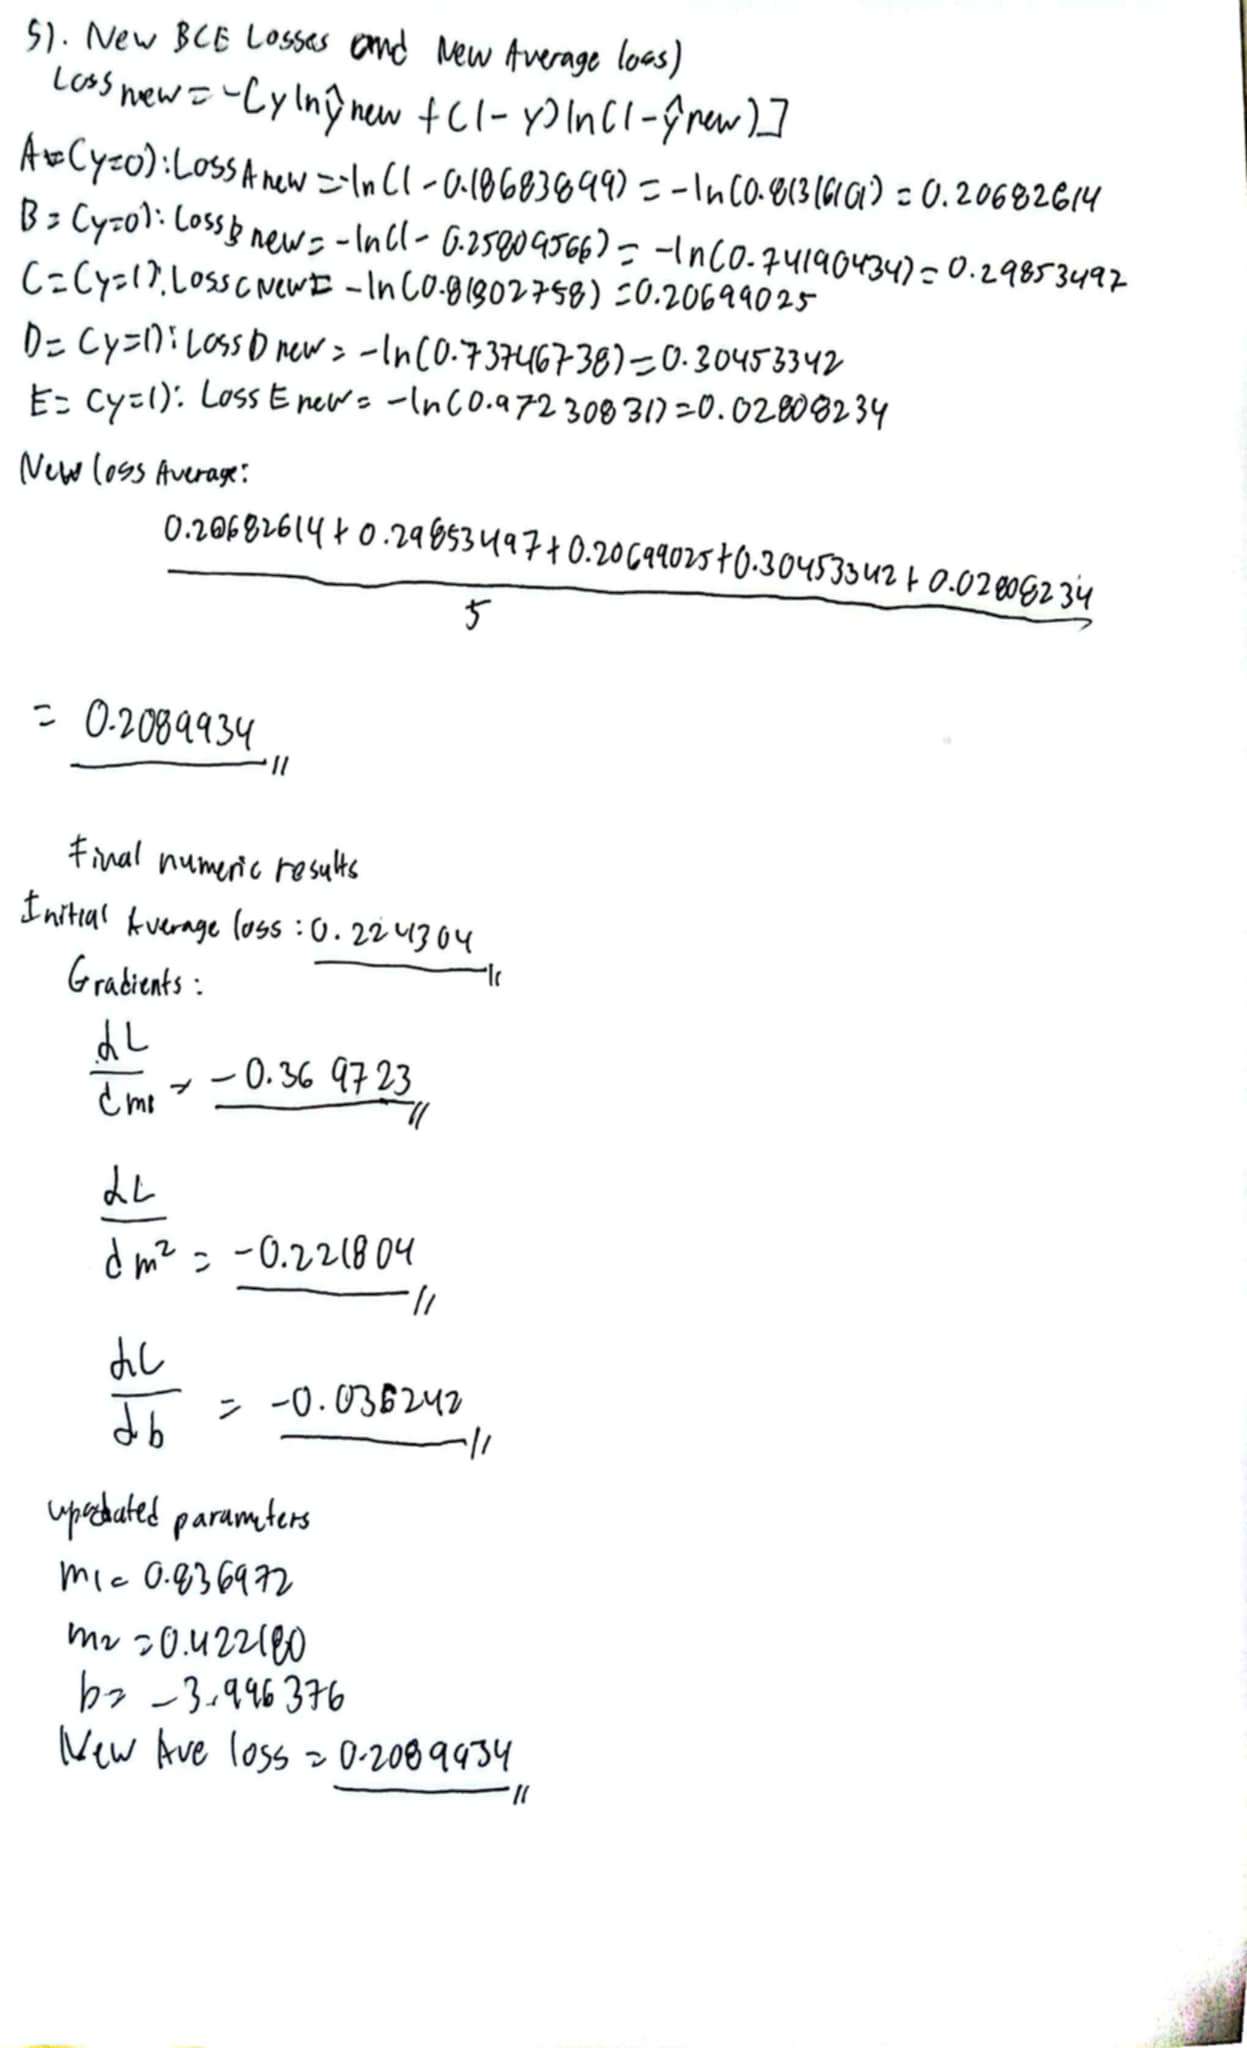 5). New BCE Losses and New Average loss)
Loss new = -[y ln ŷ new + (1-y) ln(1-ŷ new)]
A = (y=0): Loss A new = -ln(1-0.18683899) = -ln(0.81316101) = 0.20682614
B = (y=0): Loss B new = -ln(1-0.25809566) = -ln(0.74190434) = 0.29853497
C = (y=1): Loss C New = -ln(0.81302758) = 0.20699025
D = (y=1): Loss D new = -ln(0.73746738) = 0.30453342
E = (y=1): Loss E new = -ln(0.97230831) = 0.02808234
New loss Average:
0.20682614 + 0.29853497 + 0.20699025 + 0.30453342 + 0.02808234
5
= 0.2089934
Final numeric results
Initial Average loss : 0.224304
Gradients :
dL
dm1 = -0.369723
dL
dm2 = -0.221804
dL
db = -0.036242
updated parameters
m1 = 0.836972
m2 = 0.422180
b = -3.996376
New Ave loss = 0.2089934